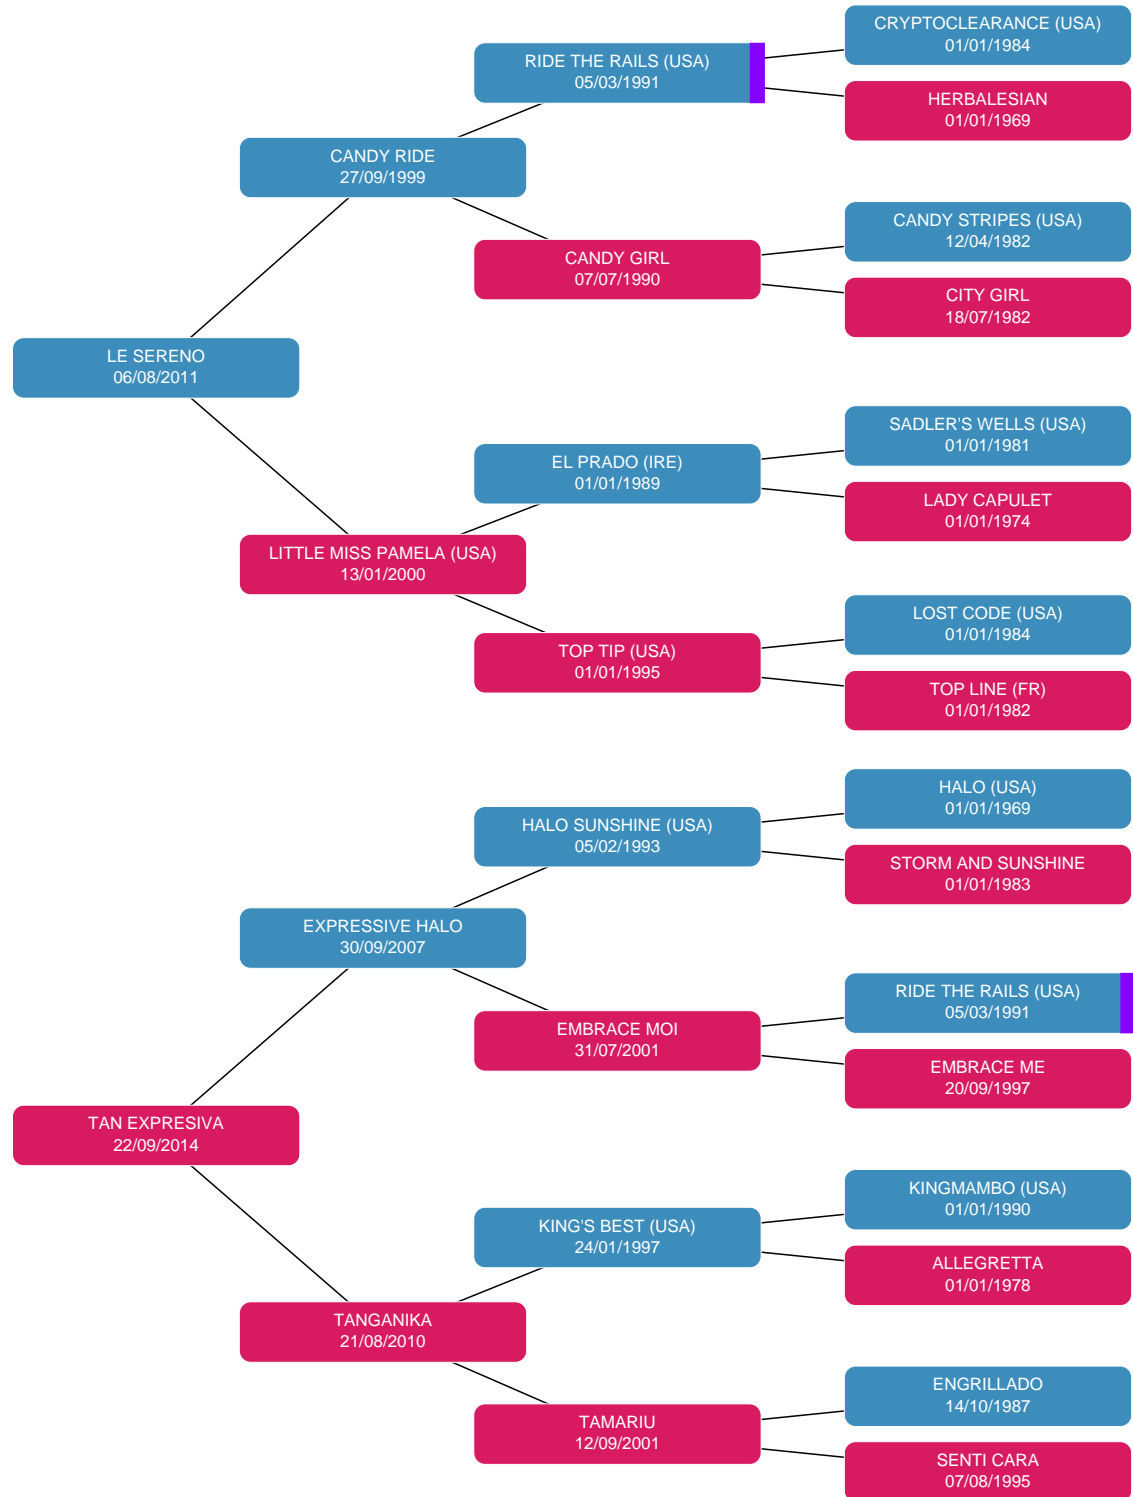 CRYPTOCLEARANCE (USA)
01/01/1984
RIDE THE RAILS (USA)
05/03/1991
HERBALESIAN
01/01/1969
CANDY RIDE
27/09/1999
CANDY STRIPES (USA)
12/04/1982
CANDY GIRL
07/07/1990
CITY GIRL
18/07/1982
LE SERENO
06/08/2011
SADLER'S WELLS (USA)
01/01/1981
EL PRADO (IRE)
01/01/1989
LADY CAPULET
01/01/1974
LITTLE MISS PAMELA (USA)
13/01/2000
LOST CODE (USA)
01/01/1984
TOP TIP (USA)
01/01/1995
TOP LINE (FR)
01/01/1982
HALO (USA)
01/01/1969
HALO SUNSHINE (USA)
05/02/1993
STORM AND SUNSHINE
01/01/1983
EXPRESSIVE HALO
30/09/2007
RIDE THE RAILS (USA)
05/03/1991
EMBRACE MOI
31/07/2001
EMBRACE ME
20/09/1997
TAN EXPRESIVA
22/09/2014
KINGMAMBO (USA)
01/01/1990
KING'S BEST (USA)
24/01/1997
ALLEGRETTA
01/01/1978
TANGANIKA
21/08/2010
ENGRILLADO
14/10/1987
TAMARIU
12/09/2001
SENTI CARA
07/08/1995